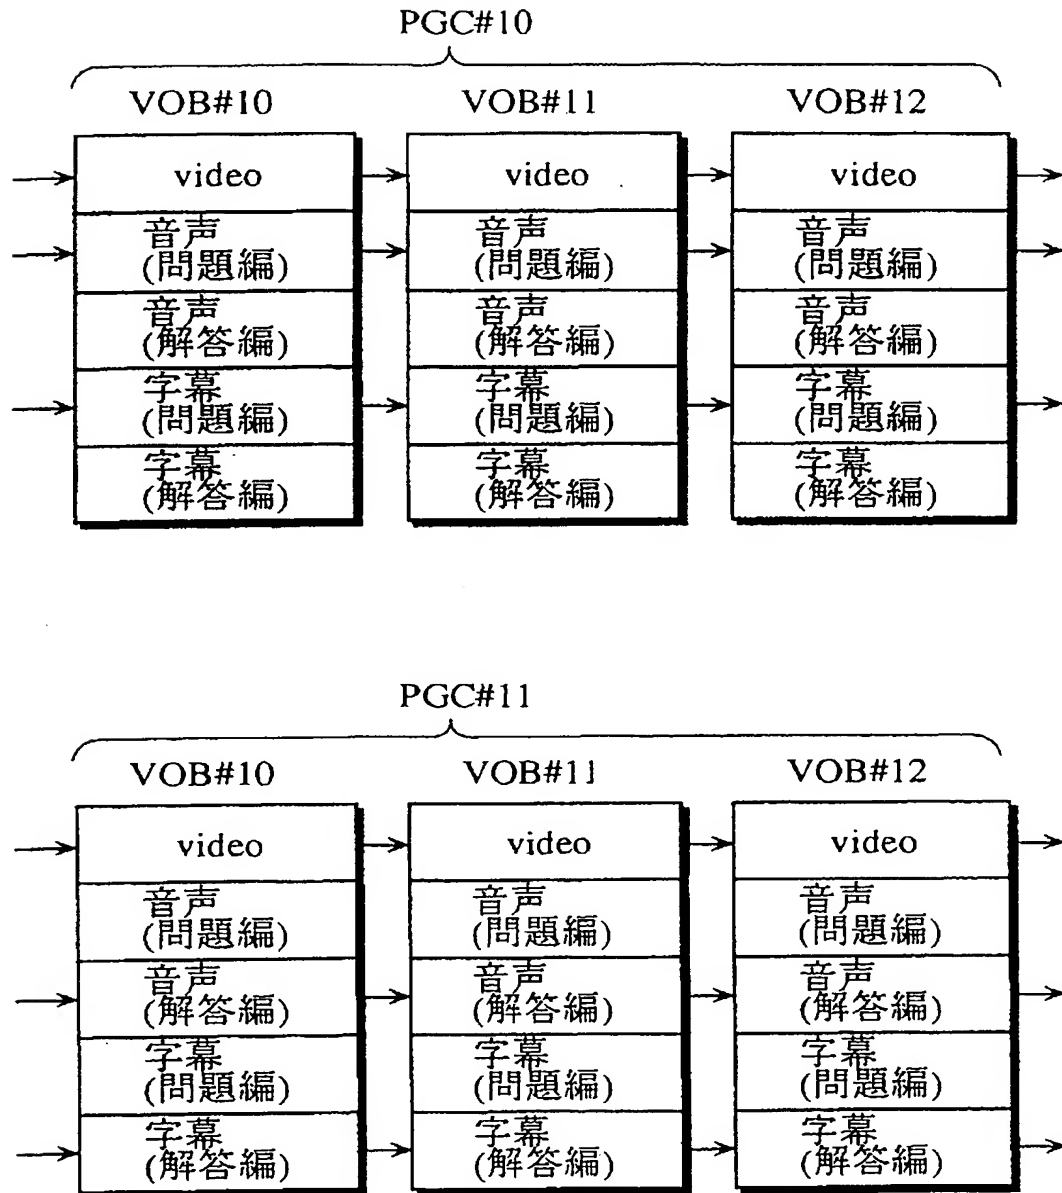 PGC#10
VOB#10
VOB#11
VOB#12
video
video
video
音声
(問題編)
音声
(問題編)
音声
(問題編)
音声
(解答編)
音声
(解答編)
音声
(解答編)
字幕
(問題編)
字幕
(問題編)
字幕
(問題編)
字幕
(解答編)
字幕
(解答編)
字幕
(解答編)
PGC#11
VOB#10
VOB#11
VOB#12
video
video
video
音声
(問題編)
音声
(問題編)
音声
(問題編)
音声
(解答編)
音声
(解答編)
音声
(解答編)
字幕
(問題編)
字幕
(問題編)
字幕
(問題編)
字幕
(解答編)
字幕
(解答編)
字幕
(解答編)